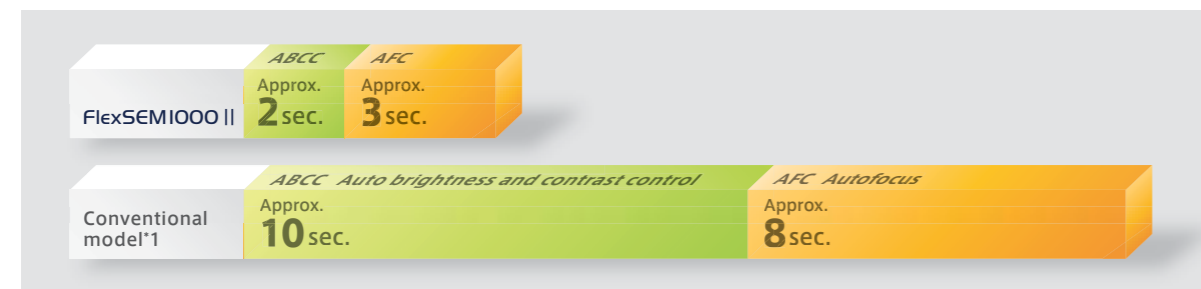 ABCC AFC
Approx. Approx.
FlexSEM1000 II 2 sec. 3 sec.
ABCC Auto brightness and contrast control AFC Autofocus
Approx. Approx.
Conventional
model*1
10 sec. 8 sec.